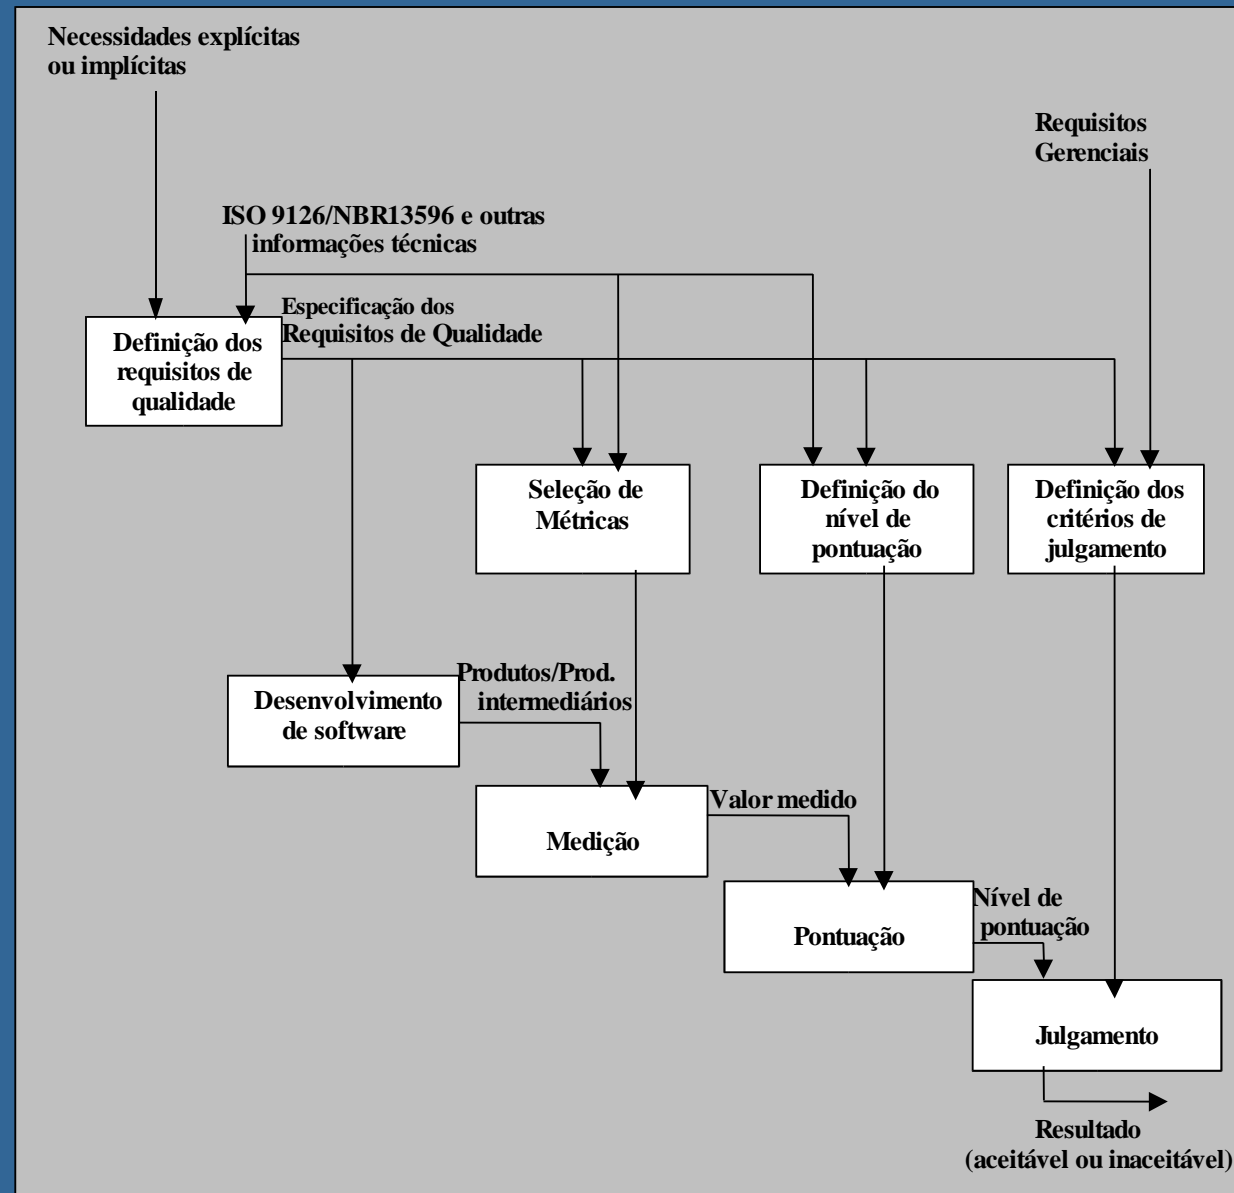 Necessidades explícitas
ou implícitas
Requisitos
Gerenciais
ISO 9126/NBR13596 e outras
informações técnicas
Especificação dos
Requisitos de Qualidade
Definição dos
requisitos de
qualidade
Seleção de
Métricas
Definição do
nível de
pontuação
Definição dos
critérios de
julgamento
Produtos/Prod.
intermediários
Desenvolvimento
de software
Valor medido
Medição
Nível de
pontuação
Pontuação
Julgamento
Resultado
(aceitável ou inaceitável)